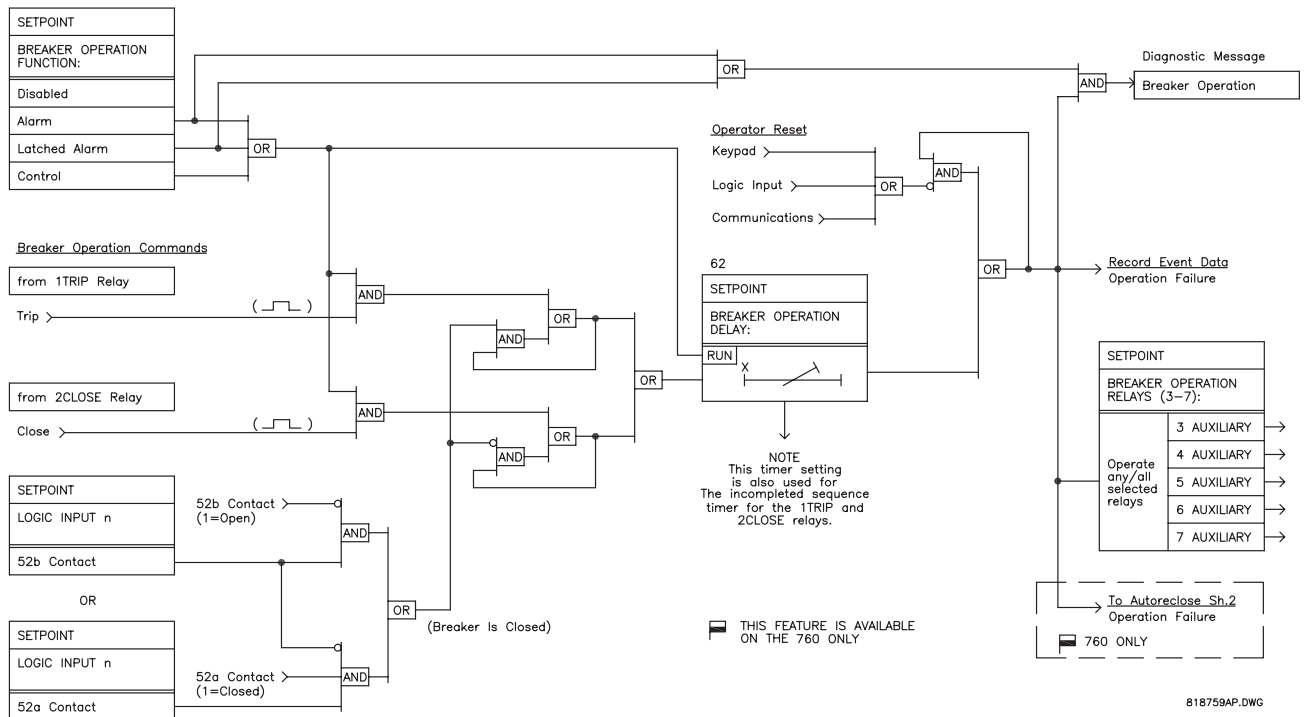 SETPOINT
BREAKER OPERATION
FUNCTION:
Disabled
Alarm
Latched Alarm
Control
OR
OR
AND
Diagnostic Message
Breaker Operation
Operator Reset
Keypad
Logic Input
Communications
OR
AND
OR
Breaker Operation Commands
from 1TRIP Relay
Trip
( )
AND
from 2CLOSE Relay
Close
( )
AND
AND
OR
AND
OR
OR
62
SETPOINT
BREAKER OPERATION
DELAY:
RUN
X
NOTE
This timer setting
is also used for
The incompleted sequence
timer for the 1TRIP and
2CLOSE relays.
Record Event Data
Operation Failure
SETPOINT
BREAKER OPERATION
RELAYS (3-7):
Operate
any/all
selected
relays
3 AUXILIARY
4 AUXILIARY
5 AUXILIARY
6 AUXILIARY
7 AUXILIARY
SETPOINT
LOGIC INPUT n
52b Contact
52b Contact
(1=Open)
AND
OR
SETPOINT
LOGIC INPUT n
52a Contact
52a Contact
(1=Closed)
AND
OR
(Breaker Is Closed)
THIS FEATURE IS AVAILABLE
ON THE 760 ONLY
To Autoreclose Sh.2
Operation Failure
760 ONLY
818759AP.DWG